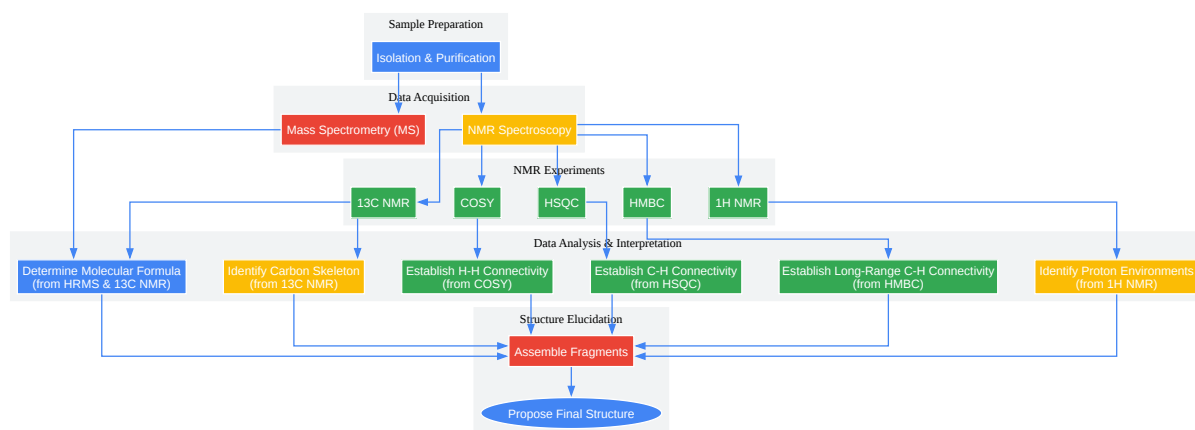 Sample Preparation
Isolation & Purification
Data Acquisition
Mass Spectrometry (MS)
NMR Spectroscopy
NMR Experiments
13C NMR
COSY
HSQC
HMBC
1H NMR
Data Analysis & Interpretation
Determine Molecular Formula
(from HRMS & 13C NMR)
Identify Carbon Skeleton
(from 13C NMR)
Establish H-H Connectivity
(from COSY)
Establish C-H Connectivity
(from HSQC)
Establish Long-Range C-H Connectivity
(from HMBC)
Identify Proton Environments
(from 1H NMR)
Structure Elucidation
Assemble Fragments
Propose Final Structure